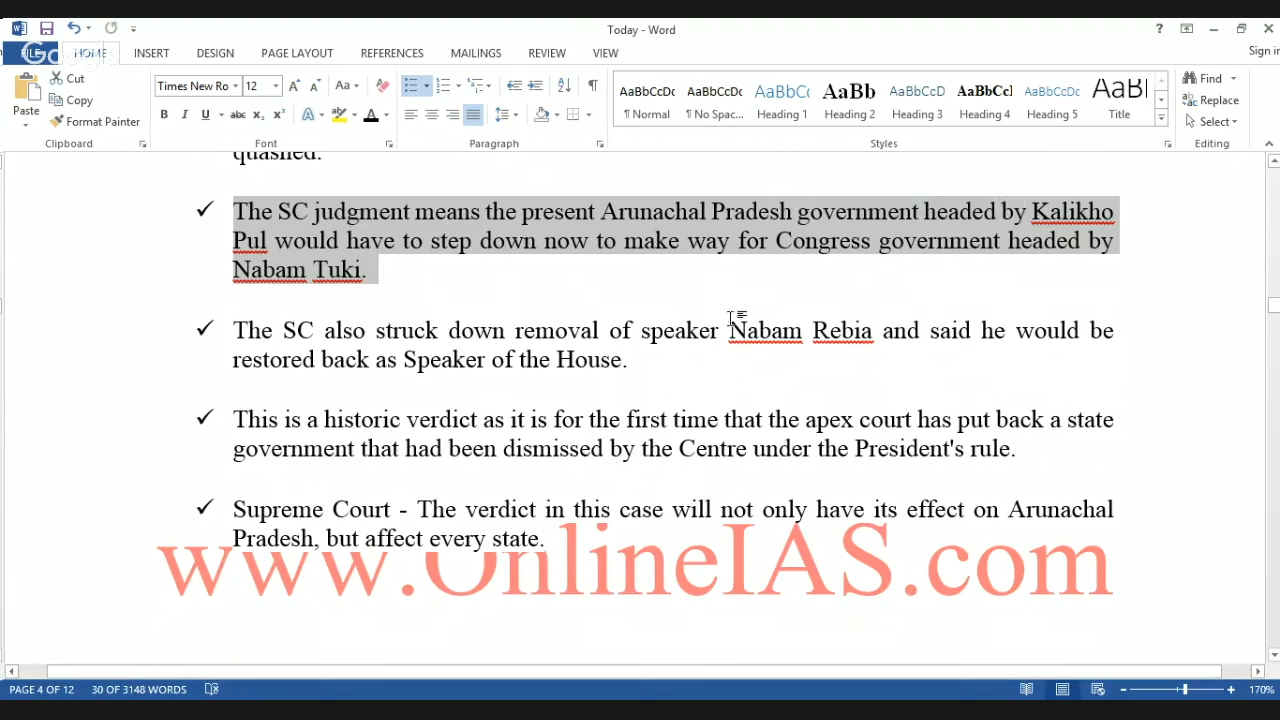 Today - Word
Sign in
FILE HOME INSERT DESIGN PAGE LAYOUT REFERENCES MAILINGS REVIEW VIEW
Google
Paste
Cut
Copy
Format Painter
Clipboard
Times New Ro 12
Font
Paragraph
AaBbCcDc AaBbCcDc AaBbCc AaBb AaBbCcD AaBbCcl AaBbCcDc AaBl
¶ Normal ¶ No Spac... Heading 1 Heading 2 Heading 3 Heading 4 Heading 5 Title
Styles
Find
Replace
Select
Editing
quashed.
✓ The SC judgment means the present Arunachal Pradesh government headed by Kalikho
Pul would have to step down now to make way for Congress government headed by
Nabam Tuki.
✓ The SC also struck down removal of speaker Nabam Rebia and said he would be
restored back as Speaker of the House.
✓ This is a historic verdict as it is for the first time that the apex court has put back a state
government that had been dismissed by the Centre under the President's rule.
✓ Supreme Court - The verdict in this case will not only have its effect on Arunachal
Pradesh, but affect every state.
www.OnlineIAS.com
PAGE 4 OF 12 30 OF 3148 WORDS
170%